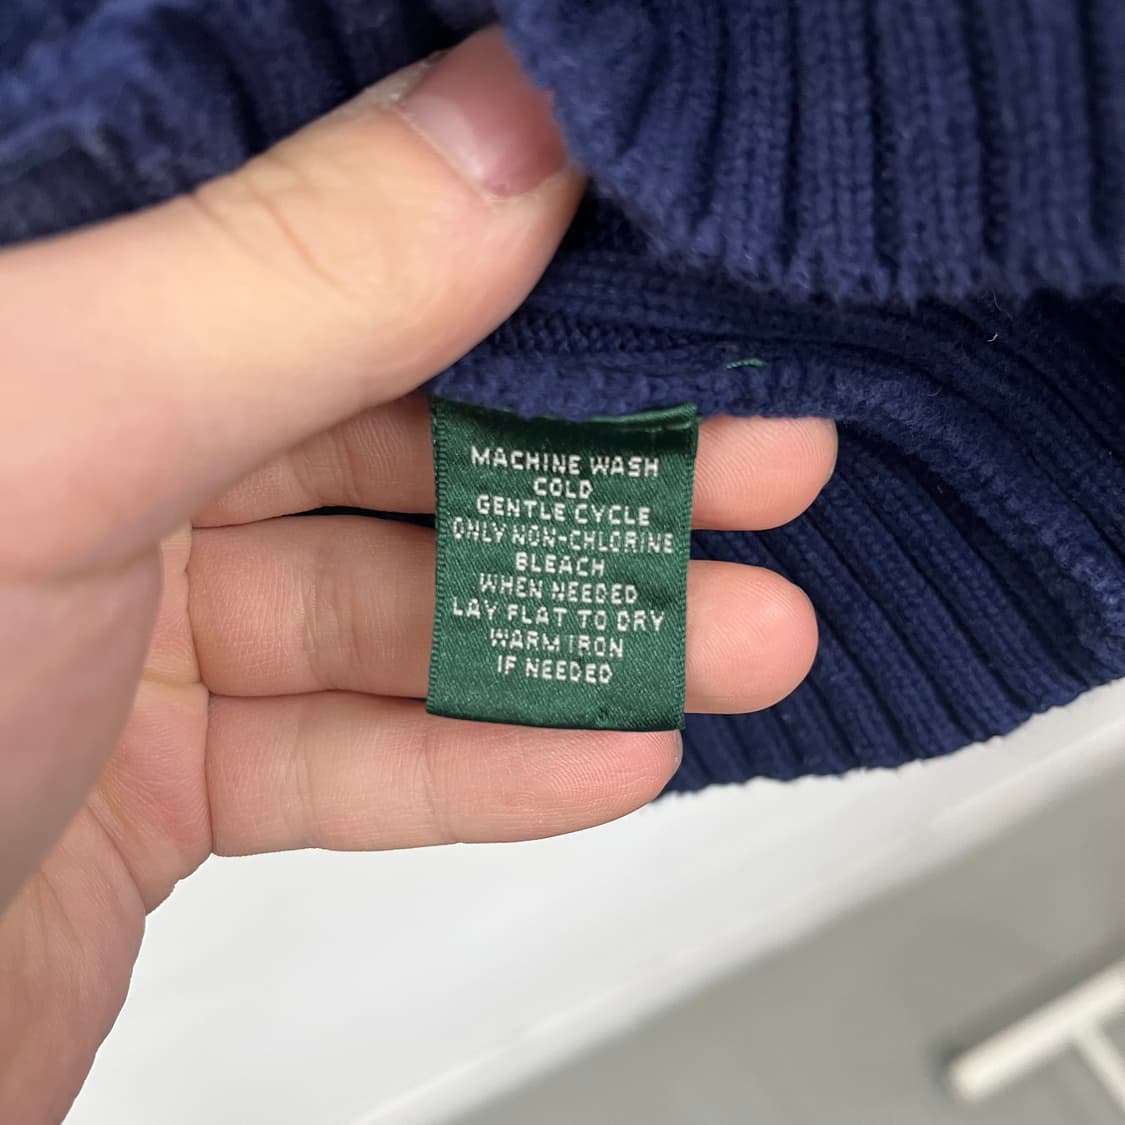 MACHINE WASH
COLD
GENTLE CYCLE
ONLY NON-CHLORINE
BLEACH
WHEN NEEDED
LAY FLAT TO DRY
WARM IRON
IF NEEDED